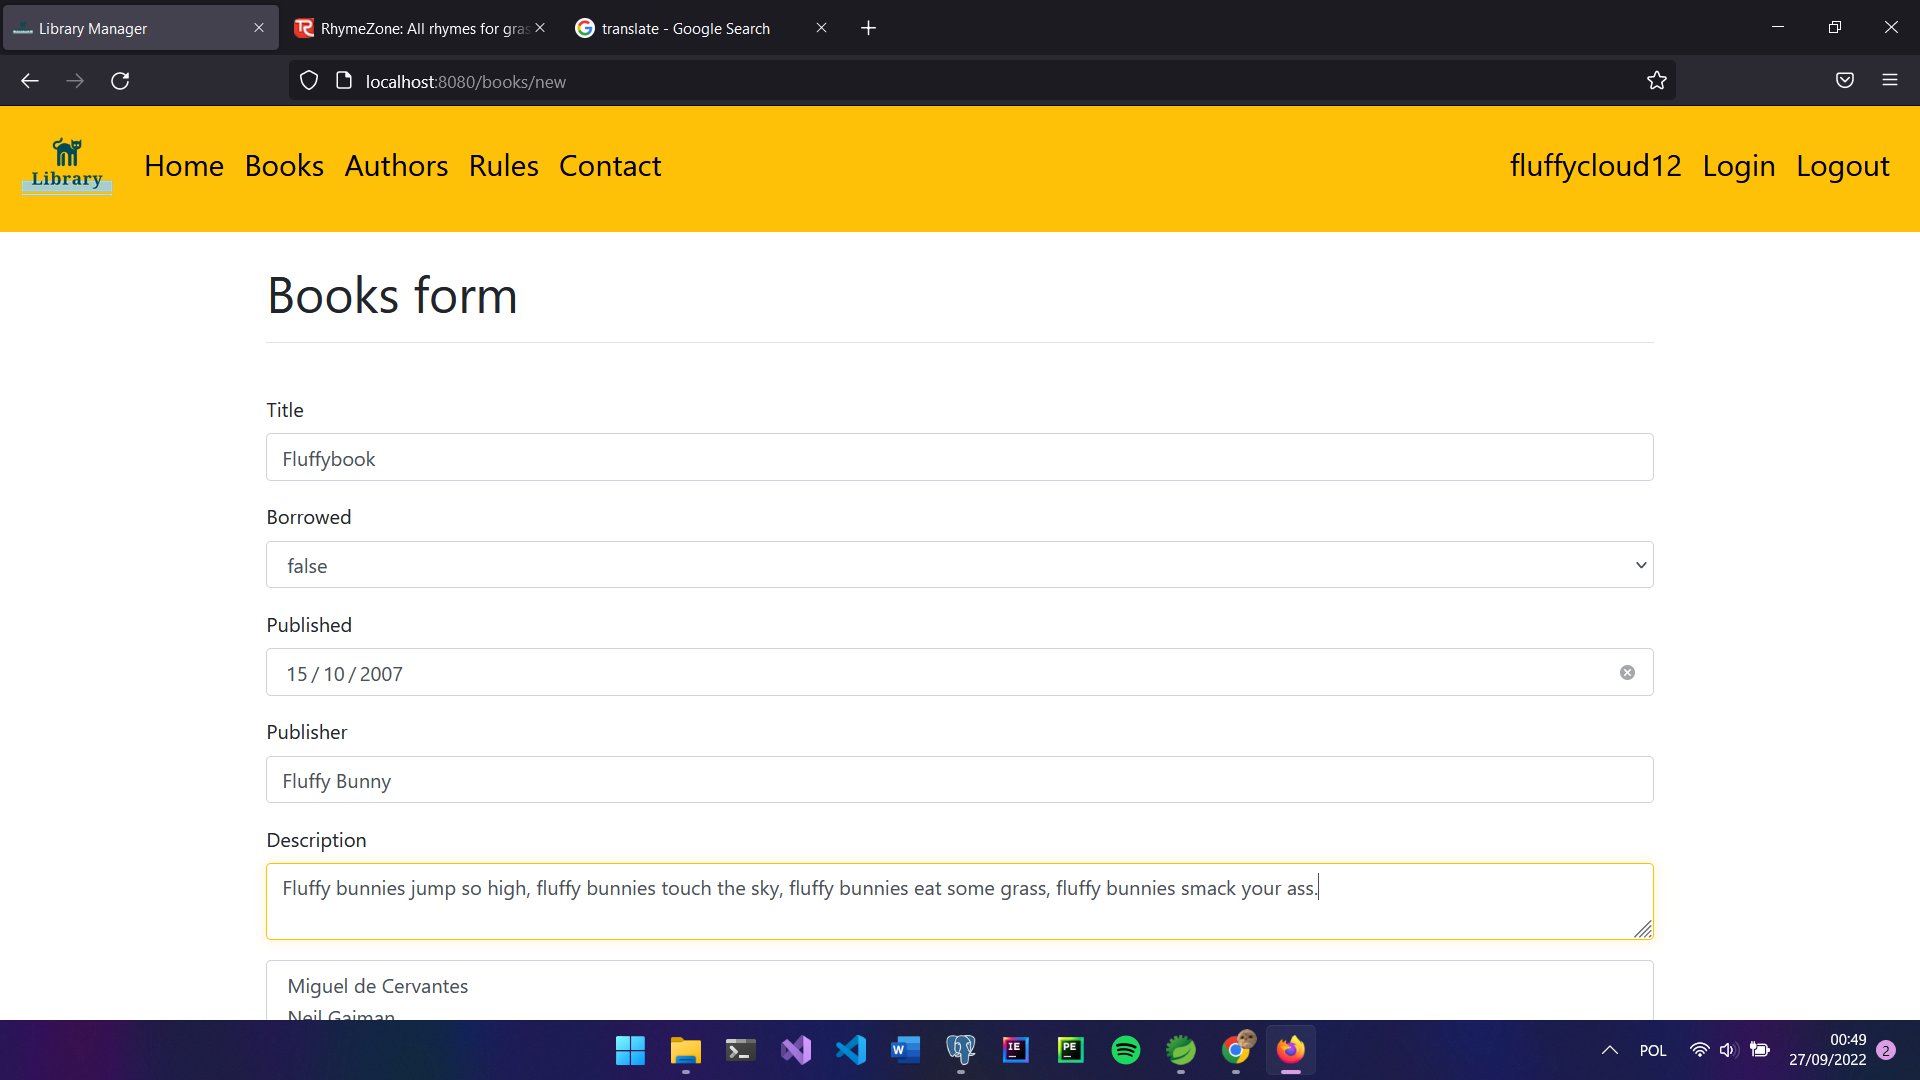 Library Manager
RhymeZone: All rhymes for gras
translate - Google Search
localhost:8080/books/new
Library
Home Books Authors Rules Contact
fluffycloud12 Login Logout
Books form
Title
Fluffybook
Borrowed
false
Published
15 / 10 / 2007
Publisher
Fluffy Bunny
Description
Fluffy bunnies jump so high, fluffy bunnies touch the sky, fluffy bunnies eat some grass, fluffy bunnies smack your ass.
Miguel de Cervantes
Neil Gaiman
W
IE
PE
POL
00:49
27/09/2022
2